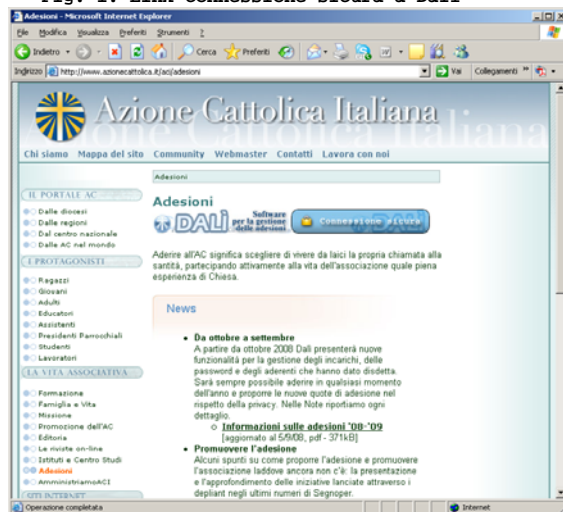 Fig. 1: Link connessione sicura a Dalì
Adesioni - Microsoft Internet Explorer
File Modifica Visualizza Preferiti Strumenti ?
Indietro Cerca Preferiti
Indirizzo http://www.azionecattolica.it/aci/adesioni Vai Collegamenti
Azione Cattolica Italiana
Chi siamo Mappa del sito Community Webmaster Contatti Lavora con noi
Adesioni
IL PORTALE AC
Dalle diocesi
Dalle regioni
Dal centro nazionale
Dalle AC nel mondo
I PROTAGONISTI
Ragazzi
Giovani
Adulti
Educatori
Assistenti
Presidenti Parrocchiali
Studenti
Lavoratori
LA VITA ASSOCIATIVA
Formazione
Famiglia e Vita
Missione
Promozione dell'AC
Editoria
Le riviste on-line
Istituti e Centro Studi
Adesioni
AmministriamoACI
SITI INTERNET
Adesioni
DALÌ Software per la gestione delle adesioni Connessione sicura
Aderire all'AC significa scegliere di vivere da laici la propria chiamata alla
santità, partecipando attivamente alla vita dell'associazione quale piena
esperienza di Chiesa.
News
Da ottobre a settembre
A partire da ottobre 2008 Dalì presenterà nuove
funzionalità per la gestione degli incarichi, delle
password e degli aderenti che hanno dato disdetta.
Sarà sempre possibile aderire in qualsiasi momento
dell'anno e proporre le nuove quote di adesione nel
rispetto della privacy. Nelle Note riportiamo ogni
dettaglio.
Informazioni sulle adesioni '08-'09
[aggiornato al 5/9/08, pdf - 371kB]
Promuovere l'adesione
Alcuni spunti su come proporre l'adesione e promuovere
l'associazione laddove ancora non c'è: la presentazione
e l'approfondimento delle iniziative lanciate attraverso i
depliant negli ultimi numeri di Segnoper.
Operazione completata Internet